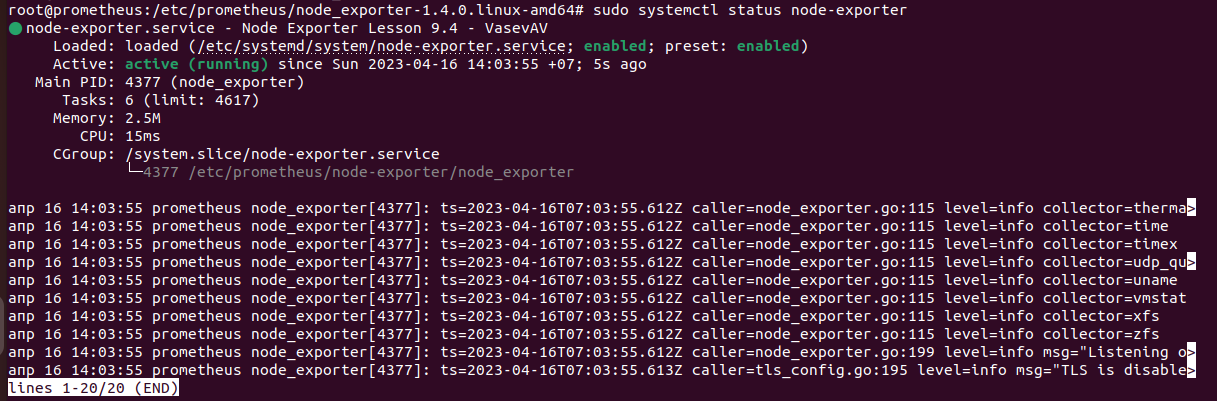 root@prometheus:/etc/prometheus/node_exporter-1.4.0.linux-amd64# sudo systemctl status node-exporter
● node-exporter.service - Node Exporter Lesson 9.4 - VasevAV
Loaded: loaded (/etc/systemd/system/node-exporter.service; enabled; preset: enabled)
Active: active (running) since Sun 2023-04-16 14:03:55 +07; 5s ago
Main PID: 4377 (node_exporter)
Tasks: 6 (limit: 4617)
Memory: 2.5M
CPU: 15ms
CGroup: /system.slice/node-exporter.service
└─4377 /etc/prometheus/node-exporter/node_exporter
апр 16 14:03:55 prometheus node_exporter[4377]: ts=2023-04-16T07:03:55.612Z caller=node_exporter.go:115 level=info collector=therma>
апр 16 14:03:55 prometheus node_exporter[4377]: ts=2023-04-16T07:03:55.612Z caller=node_exporter.go:115 level=info collector=time
апр 16 14:03:55 prometheus node_exporter[4377]: ts=2023-04-16T07:03:55.612Z caller=node_exporter.go:115 level=info collector=timex
апр 16 14:03:55 prometheus node_exporter[4377]: ts=2023-04-16T07:03:55.612Z caller=node_exporter.go:115 level=info collector=udp_qu>
апр 16 14:03:55 prometheus node_exporter[4377]: ts=2023-04-16T07:03:55.612Z caller=node_exporter.go:115 level=info collector=uname
апр 16 14:03:55 prometheus node_exporter[4377]: ts=2023-04-16T07:03:55.612Z caller=node_exporter.go:115 level=info collector=vmstat
апр 16 14:03:55 prometheus node_exporter[4377]: ts=2023-04-16T07:03:55.612Z caller=node_exporter.go:115 level=info collector=xfs
апр 16 14:03:55 prometheus node_exporter[4377]: ts=2023-04-16T07:03:55.612Z caller=node_exporter.go:115 level=info collector=zfs
апр 16 14:03:55 prometheus node_exporter[4377]: ts=2023-04-16T07:03:55.612Z caller=node_exporter.go:199 level=info msg="Listening o>
апр 16 14:03:55 prometheus node_exporter[4377]: ts=2023-04-16T07:03:55.613Z caller=tls_config.go:195 level=info msg="TLS is disable>
lines 1-20/20 (END)